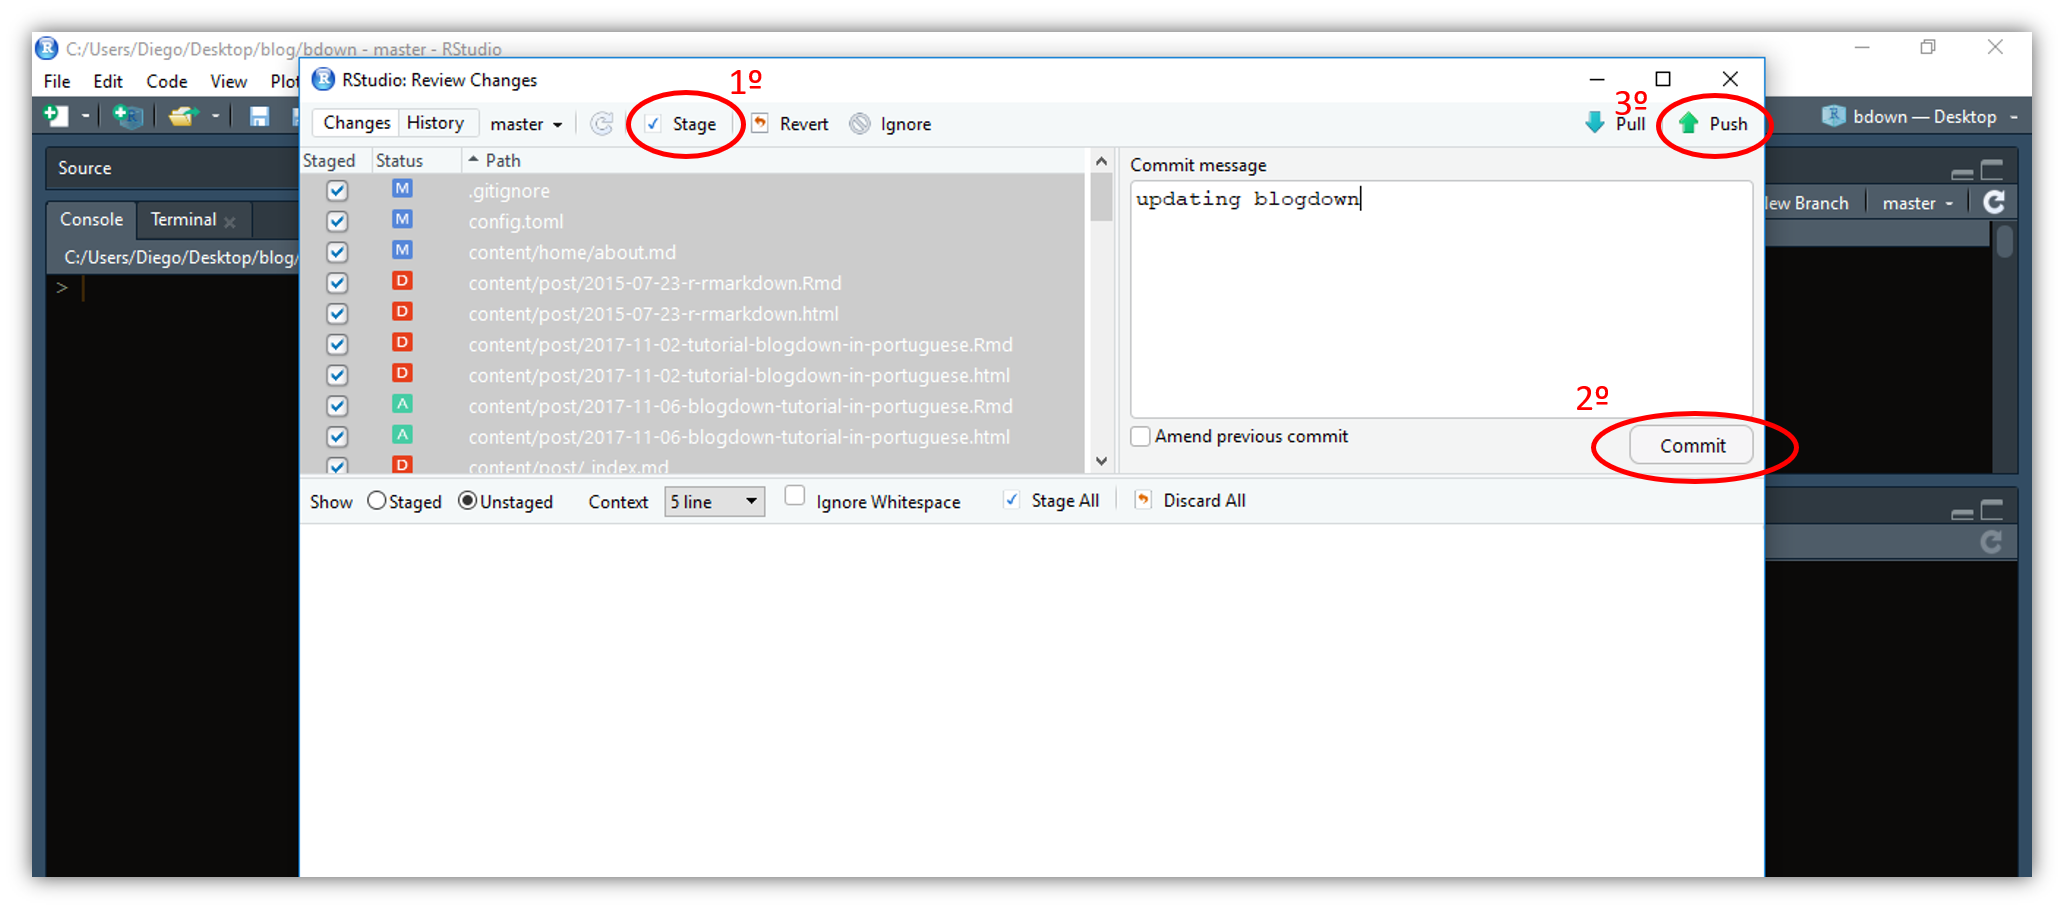 C:/Users/Diego/Desktop/blog/bdown - master - RStudio
File Edit Code View Plot
RStudio: Review Changes
1º
3º
Changes History master Stage Revert Ignore Pull Push
bdown — Desktop
Source
Staged Status Path
Commit message
M .gitignore
updating blogdown
Console Terminal
ew Branch master
M config.toml
C:/Users/Diego/Desktop/blog/
M content/home/about.md
>
D content/post/2015-07-23-r-rmarkdown.Rmd
D content/post/2015-07-23-r-rmarkdown.html
D content/post/2017-11-02-tutorial-blogdown-in-portuguese.Rmd
D content/post/2017-11-02-tutorial-blogdown-in-portuguese.html
2º
A content/post/2017-11-06-blogdown-tutorial-in-portuguese.Rmd
A content/post/2017-11-06-blogdown-tutorial-in-portuguese.html
Amend previous commit
Commit
D content/post/_index.md
Show Staged Unstaged Context 5 line Ignore Whitespace Stage All Discard All